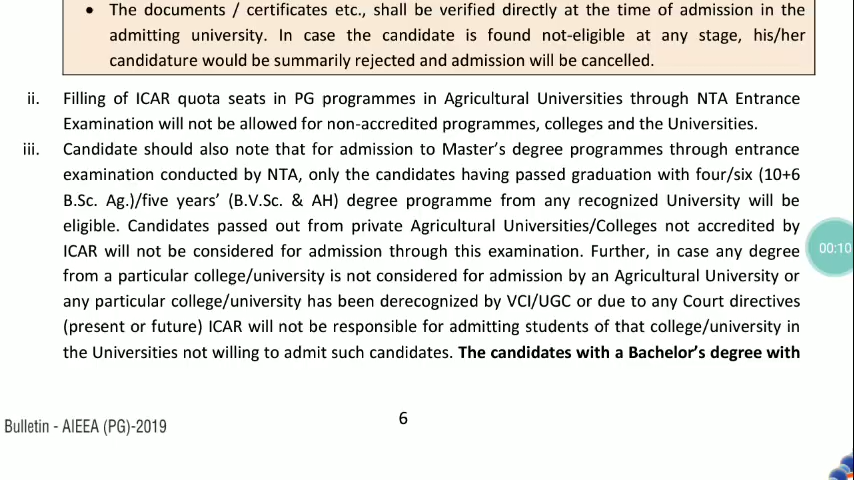 • The documents / certificates etc., shall be verified directly at the time of admission in the
admitting university. In case the candidate is found not-eligible at any stage, his/her
candidature would be summarily rejected and admission will be cancelled.
ii. Filling of ICAR quota seats in PG programmes in Agricultural Universities through NTA Entrance
Examination will not be allowed for non-accredited programmes, colleges and the Universities.
iii. Candidate should also note that for admission to Master's degree programmes through entrance
examination conducted by NTA, only the candidates having passed graduation with four/six (10+6
B.Sc. Ag.)/five years' (B.V.Sc. & AH) degree programme from any recognized University will be
eligible. Candidates passed out from private Agricultural Universities/Colleges not accredited by
ICAR will not be considered for admission through this examination. Further, in case any degree
from a particular college/university is not considered for admission by an Agricultural University or
any particular college/university has been derecognized by VCI/UGC or due to any Court directives
(present or future) ICAR will not be responsible for admitting students of that college/university in
the Universities not willing to admit such candidates. The candidates with a Bachelor's degree with
00:10
6
Bulletin - AIEEA (PG)-2019